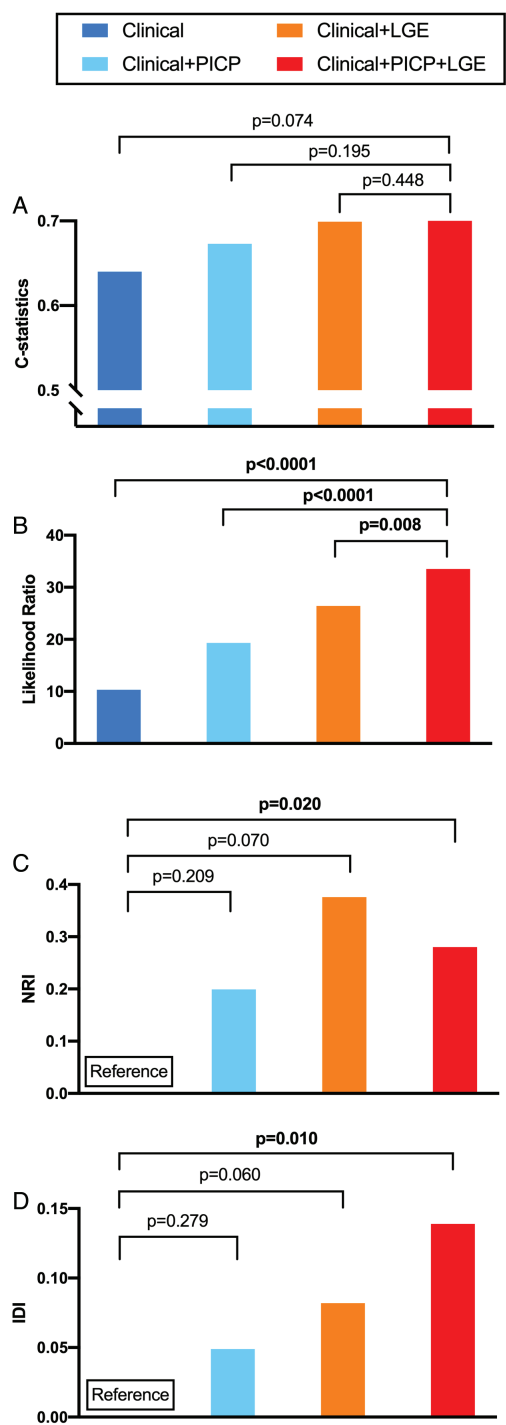 Clinical
Clinical+LGE
Clinical+PICP
Clinical+PICP+LGE
p=0.074
p=0.195
p=0.448
A
0.7
0.6
0.5
C-statistics
p<0.0001
p<0.0001
p=0.008
B
40
30
20
10
0
Likelihood Ratio
p=0.020
p=0.070
p=0.209
C
0.4
0.3
0.2
0.1
0.0
NRI
Reference
p=0.010
p=0.060
p=0.279
D
0.15
0.10
0.05
0.00
IDI
Reference